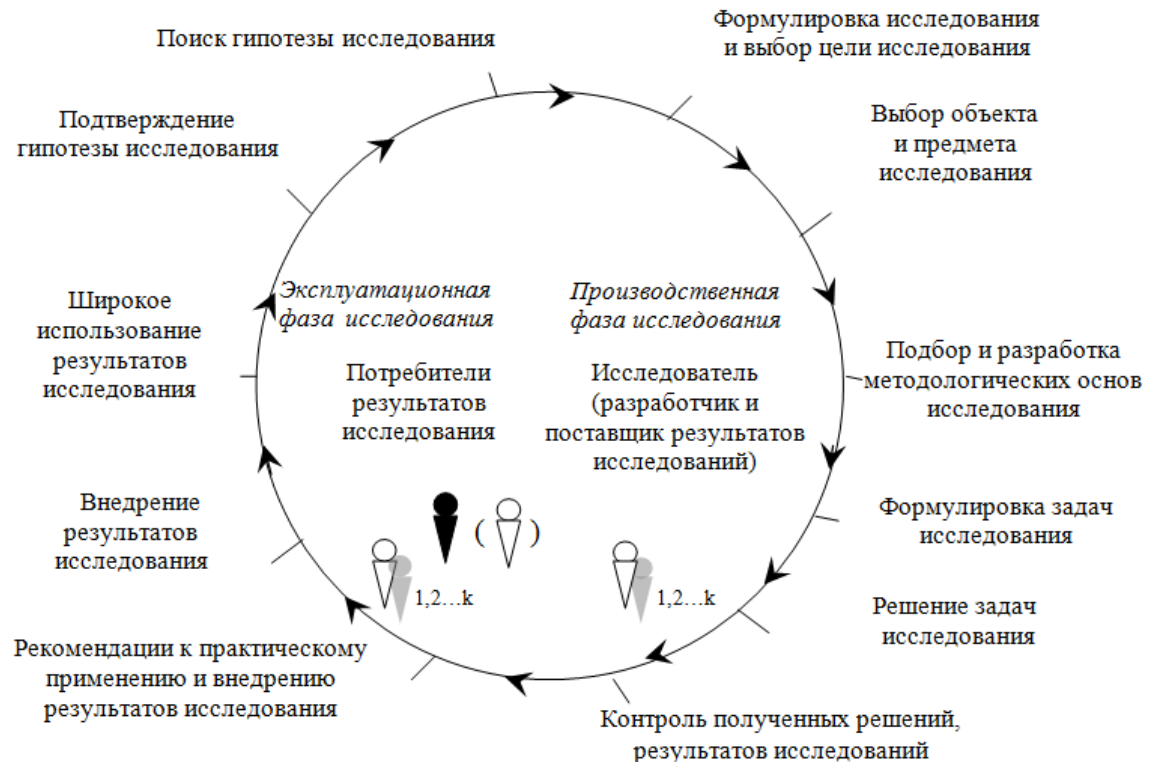 Поиск гипотезы исследования
Формулировка исследования
и выбор цели исследования
Подтверждение
гипотезы исследования
Выбор объекта
и предмета
исследования
Широкое
использование
результатов
исследования
Эксплуатационная
фаза исследования
Производственная
фаза исследования
Подбор и разработка
методологических основ
исследования
Потребители
результатов
исследования
Исследователь
(разработчик и
поставщик результатов
исследований)
Внедрение
результатов
исследования
( )
1,2...k
1,2...k
Формулировка задач
исследования
Решение задач
исследования
Рекомендации к практическому
применению и внедрению
результатов исследования
Контроль полученных решений,
результатов исследований